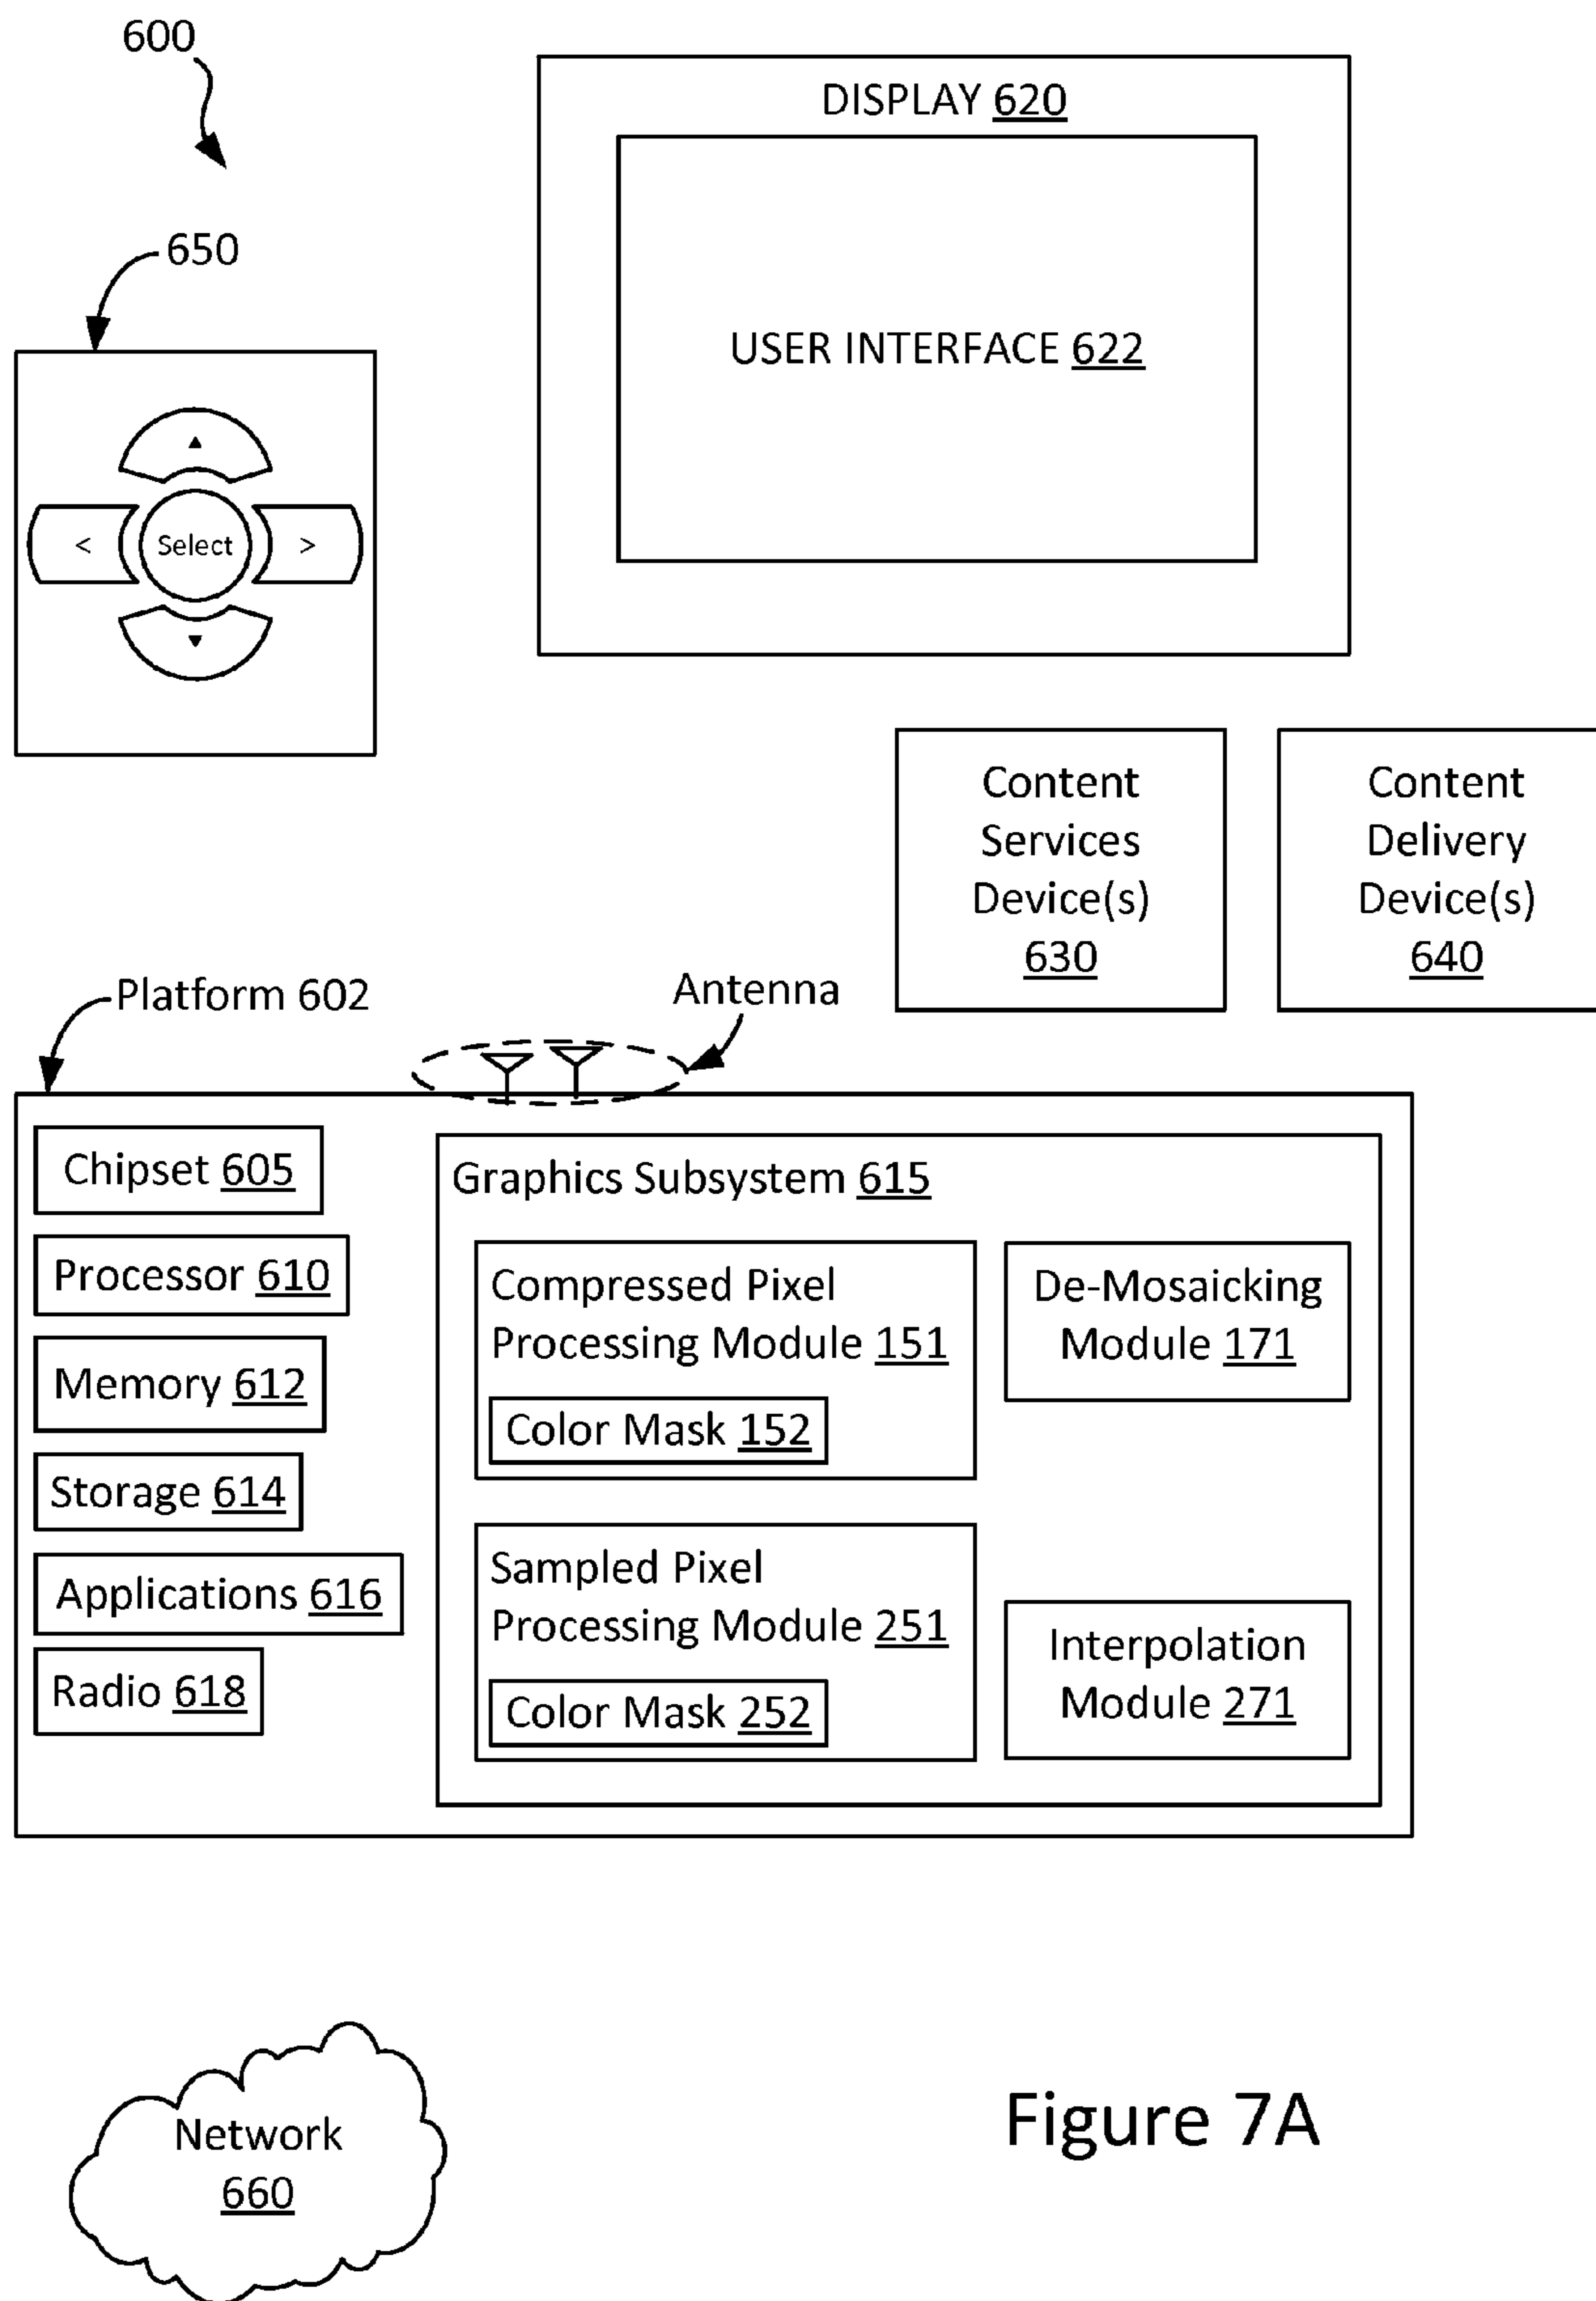 600
DISPLAY 620
650
USER INTERFACE 622
<
Select
>
Content
Services
Device(s)
630
Content
Delivery
Device(s)
640
Platform 602
Antenna
Chipset 605
Processor 610
Memory 612
Storage 614
Applications 616
Radio 618
Graphics Subsystem 615
Compressed Pixel
Processing Module 151
Color Mask 152
De-Mosaicking
Module 171
Sampled Pixel
Processing Module 251
Color Mask 252
Interpolation
Module 271
Network
660
Figure 7A